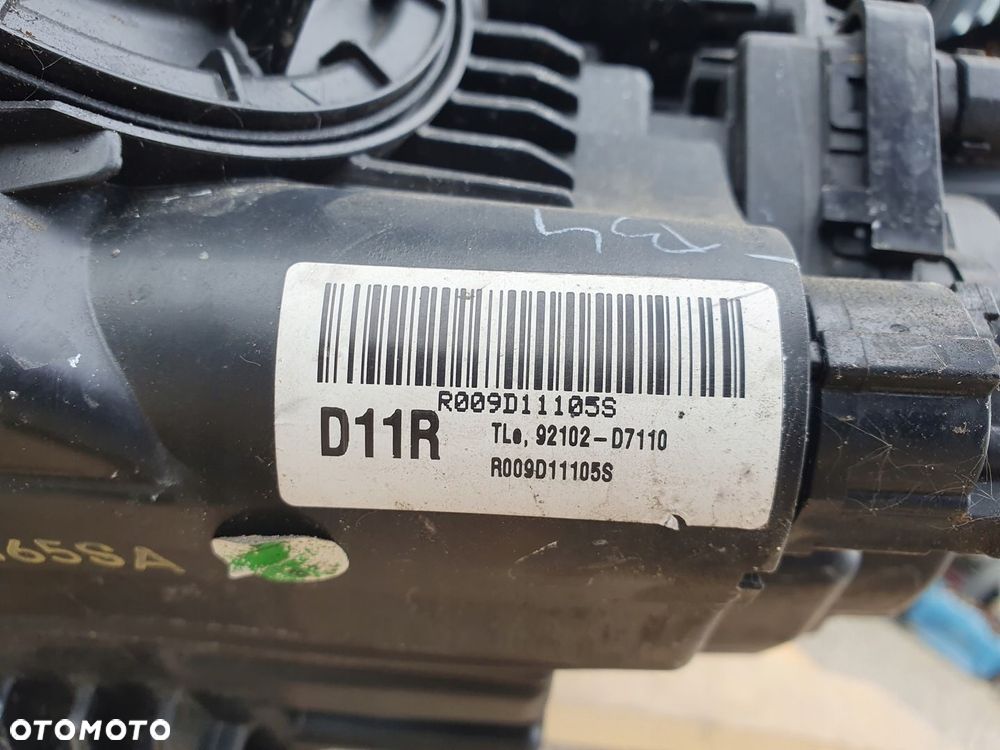 R009D11105S
D11R
TLe, 92102-D7110
R009D11105S
65SA
OTOMOTO